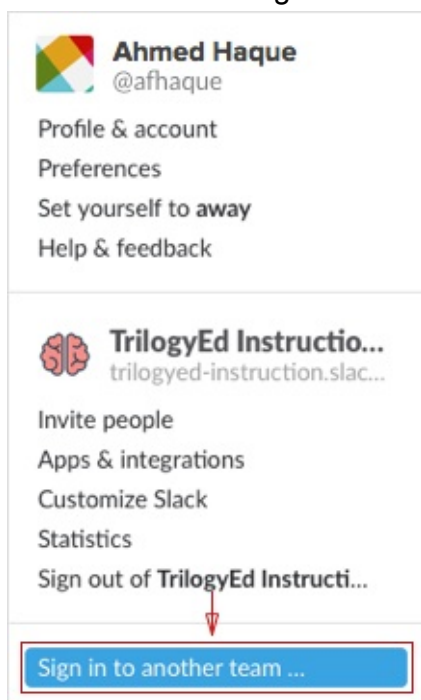 Ahmed Haque
@afhaque
Profile & account
Preferences
Set yourself to away
Help & feedback
TrilogyEd Instructio...
trilogyed-instruction.slac...
Invite people
Apps & integrations
Customize Slack
Statistics
Sign out of TrilogyEd Instructi...
Sign in to another team ...